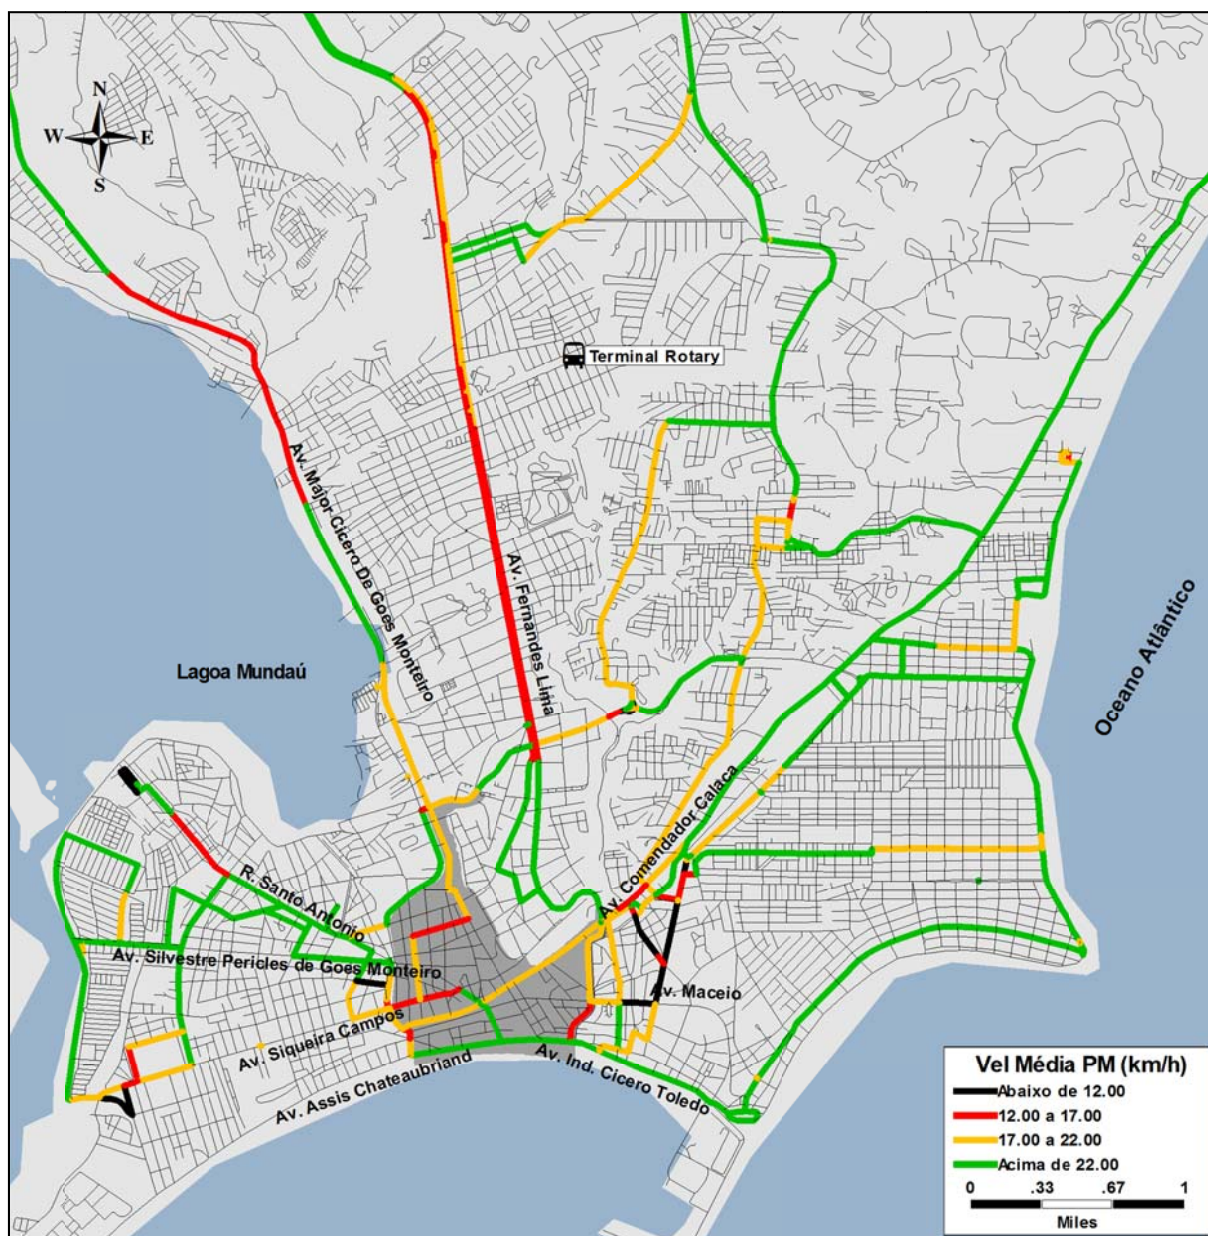 N
W E
S
Terminal Rotary
Av. Major Cicero De Goes Monteiro
Av. Fernandes Lima
Oceano Atlântico
Lagoa Mundaú
Av. Comendador Calaca
R. Santo Antonio
Av. Silvestre Pericles de Goes Monteiro
Av. Maceio
Av. Siqueira Campos
Av. Assis Chateaubriand
Av. Ind. Cicero Toledo
Vel Média PM (km/h)
Abaixo de 12.00
12.00 a 17.00
17.00 a 22.00
Acima de 22.00
0 .33 .67 1
Miles